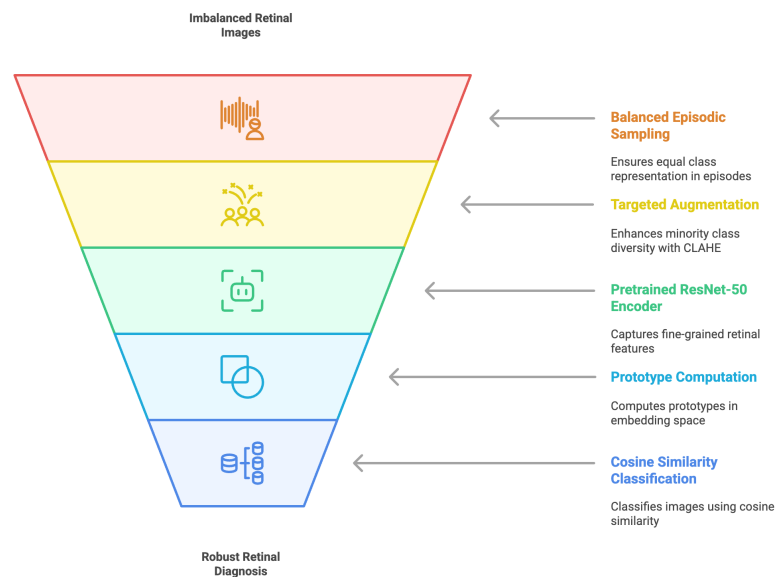 Imbalanced Retinal
Images
Balanced Episodic
Sampling
Ensures equal class
representation in episodes
Targeted Augmentation
Enhances minority class
diversity with CLAHE
Pretrained ResNet-50
Encoder
Captures fine-grained retinal
features
Prototype Computation
Computes prototypes in
embedding space
Cosine Similarity
Classification
Classifies images using cosine
similarity
Robust Retinal
Diagnosis